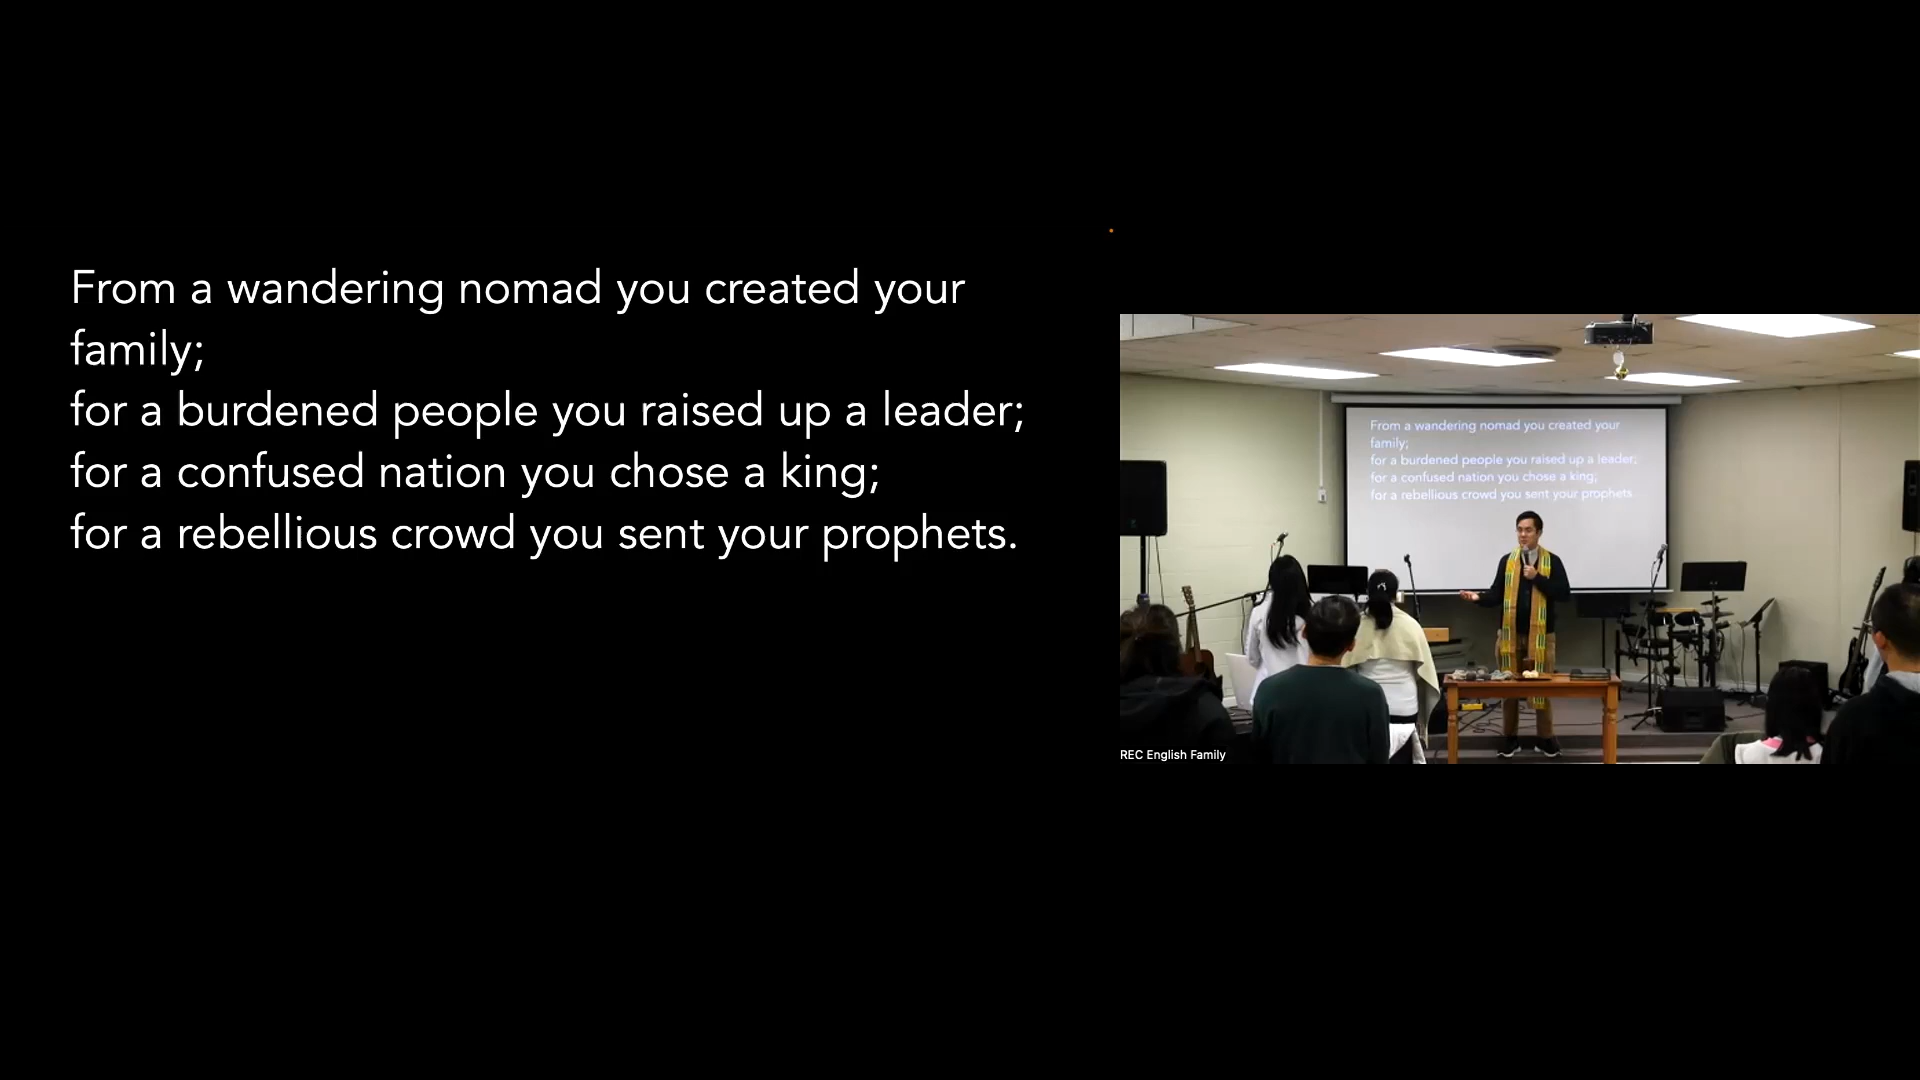 From a wandering nomad you created your
family;
for a burdened people you raised up a leader;
for a confused nation you chose a king;
for a rebellious crowd you sent your prophets.
From a wandering nomad you created your
family;
for a burdened people you raised up a leader;
for a confused nation you chose a king;
for a rebellious crowd you sent your prophets.
REC English Family